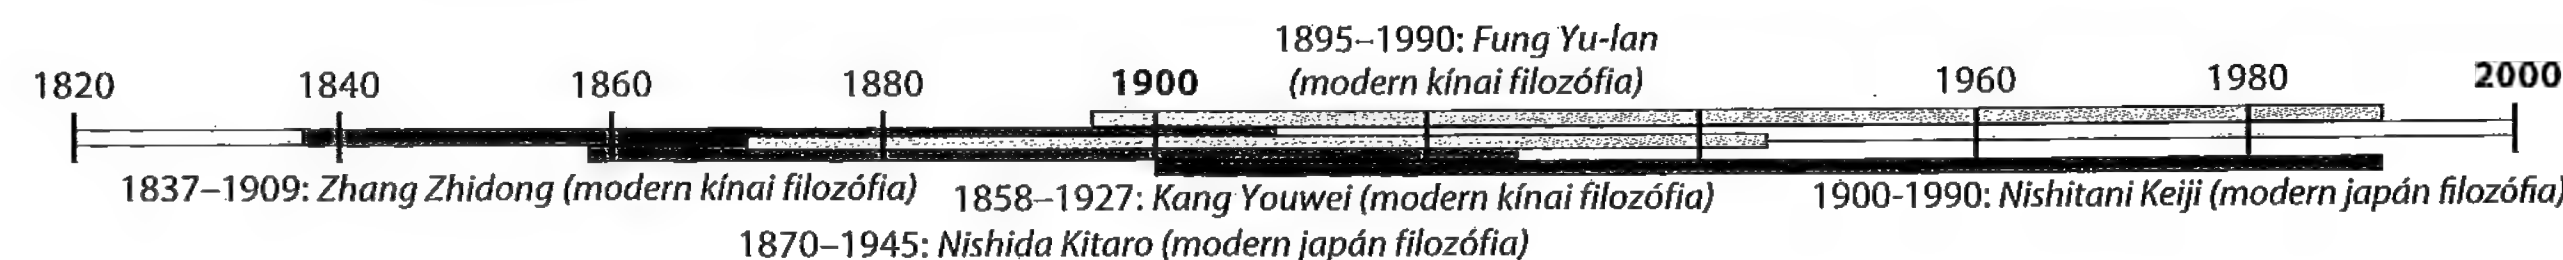 1895–1990: Fung Yu-lan
(modern kínai filozófia)
1820 1840 1860 1880 1900 1960 1980 2000
1837–1909: Zhang Zhidong (modern kínai filozófia)
1858–1927: Kang Youwei (modern kínai filozófia)
1900-1990: Nishitani Keiji (modern japán filozófia)
1870–1945: Nishida Kitaro (modern japán filozófia)